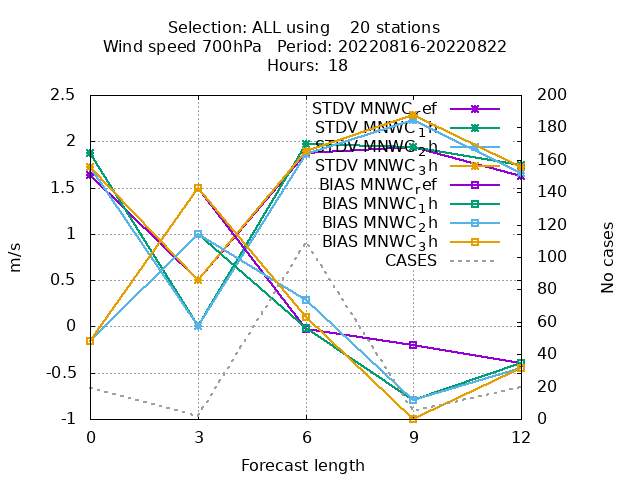 Selection: ALL using 20 stations
Wind speed 700hPa Period: 20220816-20220822
Hours: 18
2.5
2
1.5
1
0.5
0
-0.5
-1
m/s
STDV MNWC_ref
STDV MNWC_1h
STDV MNWC_2h
STDV MNWC_3h
BIAS MNWC_ref
BIAS MNWC_1h
BIAS MNWC_2h
BIAS MNWC_3h
CASES
200
180
160
140
120
100
80
60
40
20
0
No cases
0 3 6 9 12
Forecast length